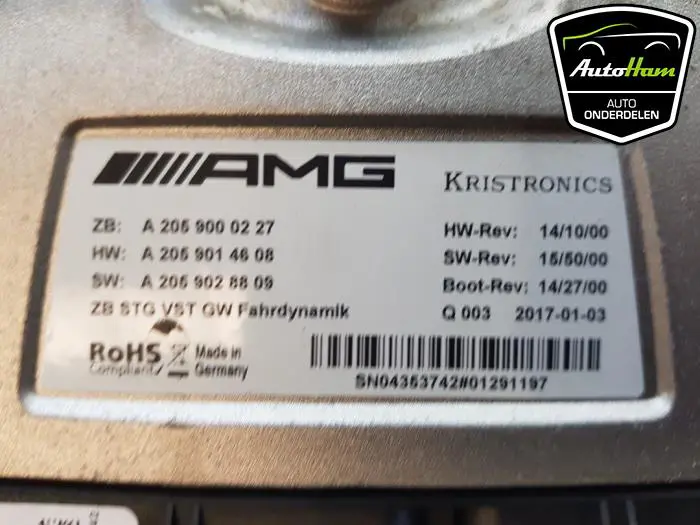 AutoHam
AUTO
ONDERDELEN
AMG
KRISTRONICS
ZB: A 205 900 02 27
HW-Rev: 14/10/00
HW: A 205 901 46 08
SW-Rev: 15/50/00
SW: A 205 902 88 09
Boot-Rev: 14/27/00
ZB STG VST GW Fahrdynamik
Q 003 2017-01-03
RoHS
Compliant
Made in
Germany
SN04353742#01291197